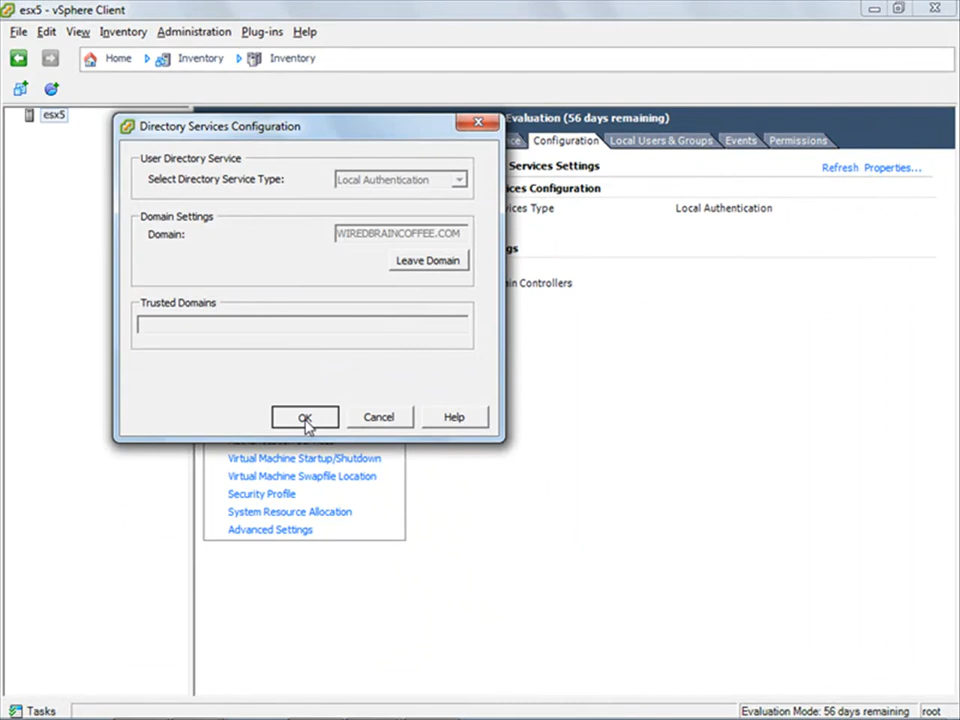 esx5 - vSphere Client
File Edit View Inventory Administration Plug-ins Help
Home Inventory Inventory
esx5
Evaluation (56 days remaining)
Configuration Local Users & Groups Events Permissions
Services Settings
Refresh Properties...
Configuration
Type Local Authentication
Controllers
Directory Services Configuration
User Directory Service
Select Directory Service Type: Local Authentication
Domain Settings
Domain: WIREDBRAINCOFFEE.COM
Leave Domain
Trusted Domains
OK Cancel Help
Virtual Machine Startup/Shutdown
Virtual Machine Swapfile Location
Security Profile
System Resource Allocation
Advanced Settings
Tasks
Evaluation Mode: 56 days remaining root